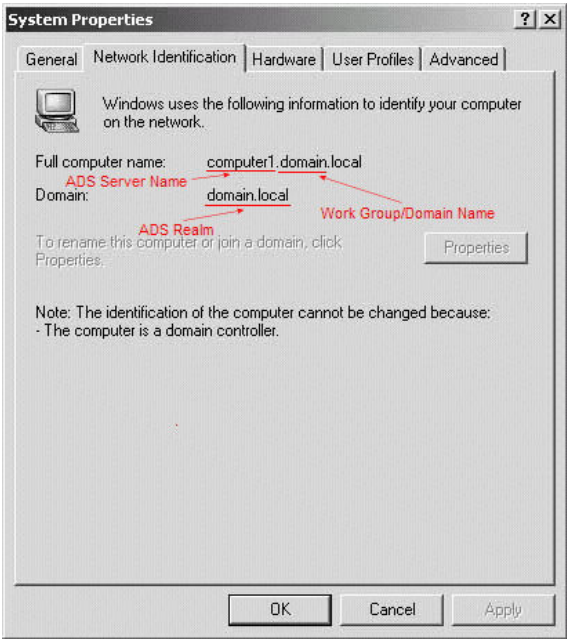 System Properties
General Network Identification Hardware User Profiles Advanced
Windows uses the following information to identify your computer
on the network.
Full computer name: computer1.domain.local
ADS Server Name
Domain: domain.local
Work Group/Domain Name
ADS Realm
To rename this computer or join a domain, click
Properties.
Properties
Note: The identification of the computer cannot be changed because:
- The computer is a domain controller.
OK Cancel Apply